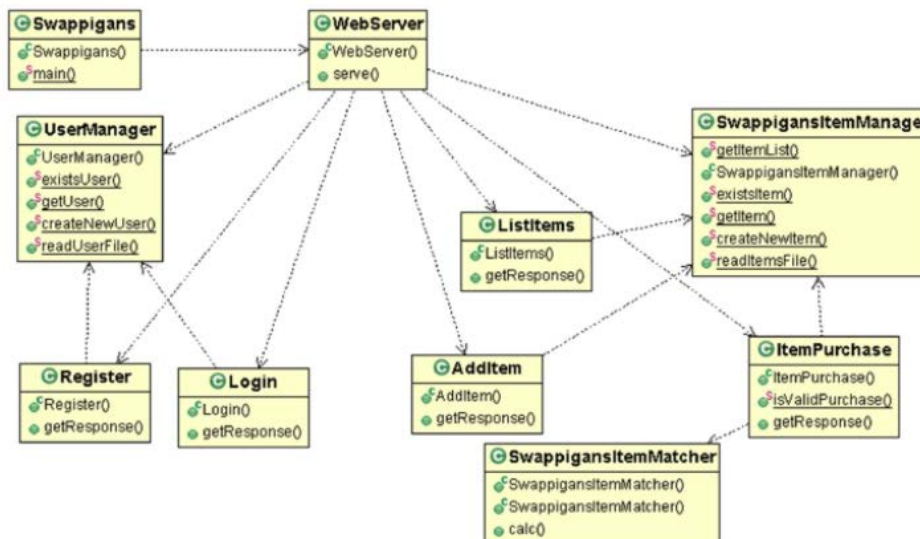 Swappigans
Swappigans()
main()
WebServer
WebServer()
serve()
UserManager
UserManager()
existsUser()
getUser()
createNewUser()
readUserFile()
SwappigansItemManage
getItemList()
SwappigansItemManager()
existsItem()
getItem()
createNewItem()
readItemsFile()
ListItems
ListItems()
getResponse()
Register
Register()
getResponse()
Login
Login()
getResponse()
AddItem
AddItem()
getResponse()
ItemPurchase
ItemPurchase()
isValidPurchase()
getResponse()
SwappigansItemMatcher
SwappigansItemMatcher()
SwappigansItemMatcher()
calc()